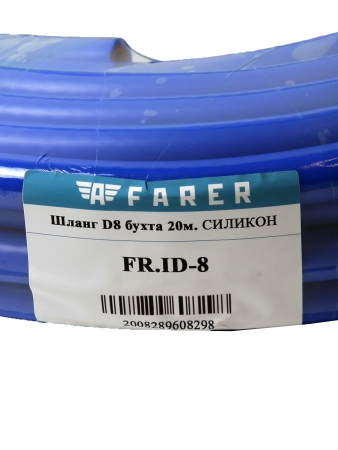 FARER
Шланг D8 бухта 20м. СИЛИКОН
FR.ID-8
2008289608298